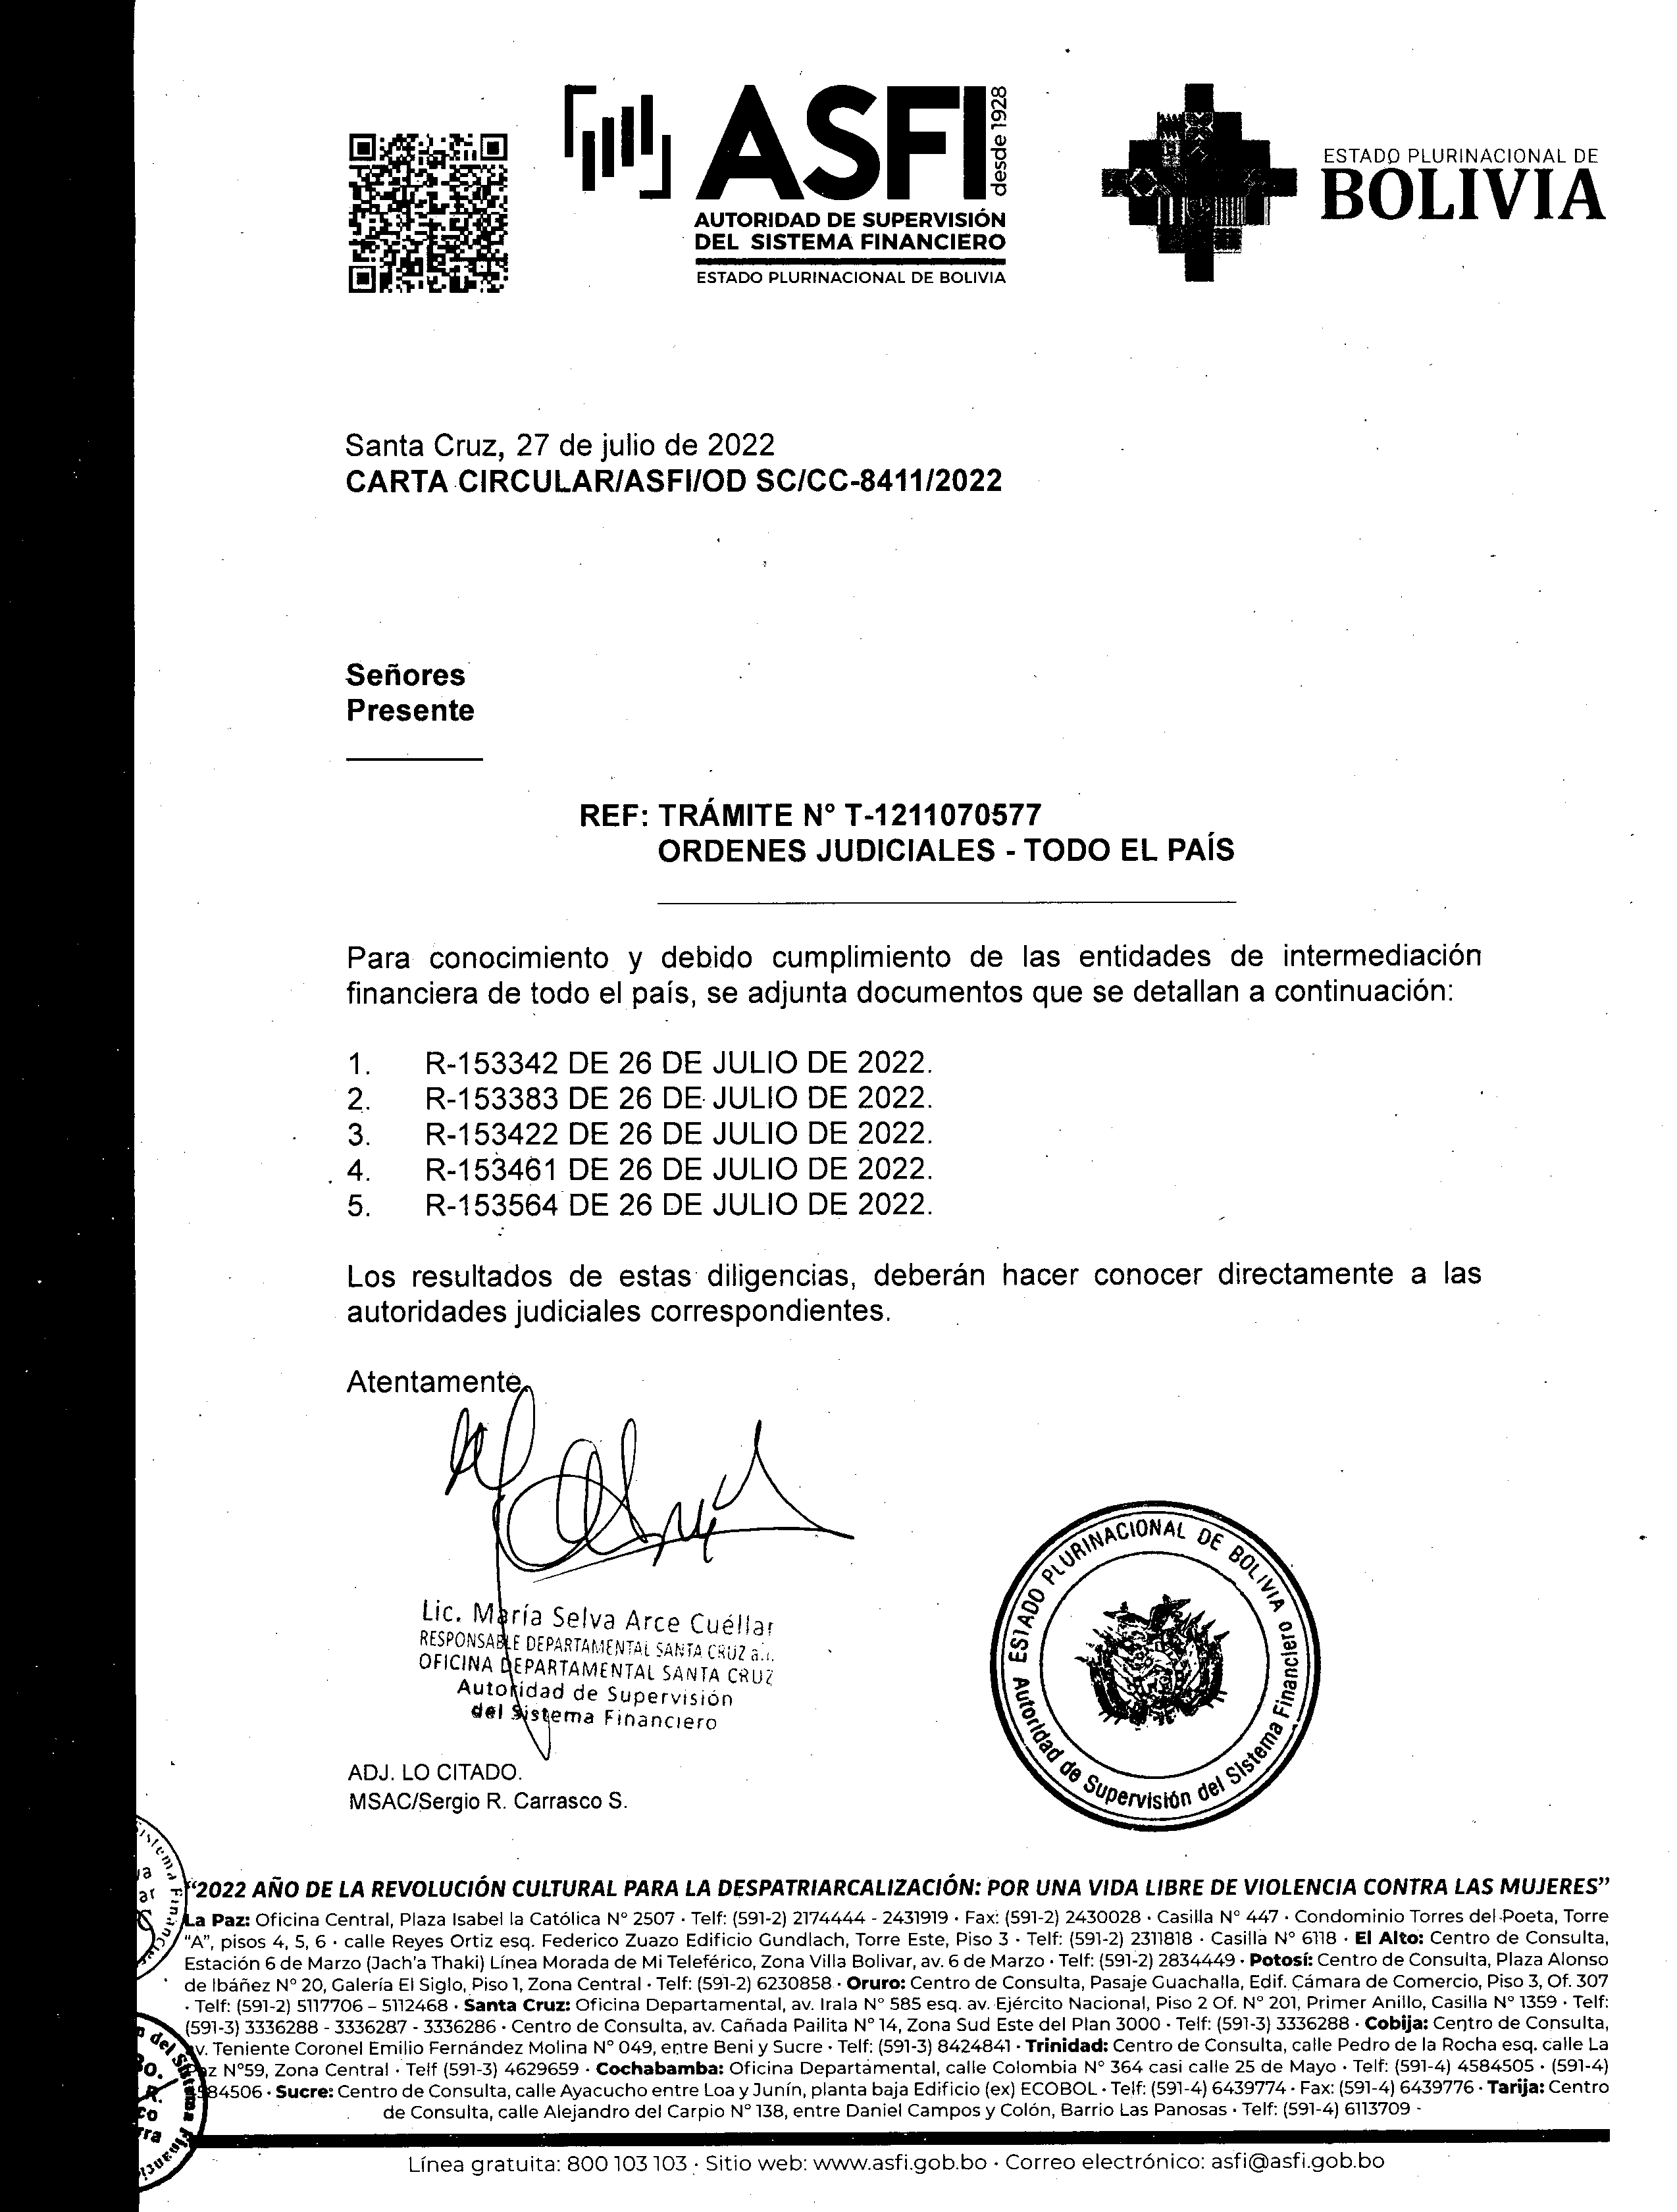 ASFI
desde 1928
AUTORIDAD DE SUPERVISIÓN
DEL SISTEMA FINANCIERO
ESTADO PLURINACIONAL DE BOLIVIA
ESTADO PLURINACIONAL DE
BOLIVIA
Santa Cruz, 27 de julio de 2022
CARTA CIRCULAR/ASFI/OD SC/CC-8411/2022
Señores
Presente
REF: TRÁMITE N° T-1211070577
ORDENES JUDICIALES - TODO EL PAÍS
Para conocimiento y debido cumplimiento de las entidades de intermediación
financiera de todo el país, se adjunta documentos que se detallan a continuación:
1. R-153342 DE 26 DE JULIO DE 2022.
2. R-153383 DE 26 DE JULIO DE 2022.
3. R-153422 DE 26 DE JULIO DE 2022.
4. R-153461 DE 26 DE JULIO DE 2022.
5. R-153564 DE 26 DE JULIO DE 2022.
Los resultados de estas diligencias, deberán hacer conocer directamente a las
autoridades judiciales correspondientes.
Atentamente,
Lic. María Selva Arce Cuéllar
RESPONSABLE DEPARTAMENTAL SANTA CRUZ a.i.
OFICINA DEPARTAMENTAL SANTA CRUZ
Autoridad de Supervisión
del Sistema Financiero
ESTADO PLURINACIONAL DE BOLIVIA
Autoridad de Supervisión del Sistema Financiero
ADJ. LO CITADO.
MSAC/Sergio R. Carrasco S.
"2022 AÑO DE LA REVOLUCIÓN CULTURAL PARA LA DESPATRIARCALIZACIÓN: POR UNA VIDA LIBRE DE VIOLENCIA CONTRA LAS MUJERES"
La Paz: Oficina Central, Plaza Isabel la Católica N° 2507 · Telf: (591-2) 2174444 - 2431919 · Fax: (591-2) 2430028 · Casilla N° 447 · Condominio Torres del Poeta, Torre
"A", pisos 4, 5, 6 · calle Reyes Ortiz esq. Federico Zuazo Edificio Gundlach, Torre Este, Piso 3 · Telf: (591-2) 2311818 · Casilla N° 6118 · El Alto: Centro de Consulta,
Estación 6 de Marzo (Jach'a Thaki) Línea Morada de Mi Teleférico, Zona Villa Bolivar, av. 6 de Marzo · Telf: (591-2) 2834449 · Potosí: Centro de Consulta, Plaza Alonso
de Ibáñez N° 20, Galería El Siglo, Piso 1, Zona Central · Telf: (591-2) 6230858 · Oruro: Centro de Consulta, Pasaje Guachalla, Edif. Cámara de Comercio, Piso 3, Of. 307
· Telf: (591-2) 5117706 – 5112468 · Santa Cruz: Oficina Departamental, av. Irala N° 585 esq. av. Ejército Nacional, Piso 2 Of. N° 201, Primer Anillo, Casilla N° 1359 · Telf:
(591-3) 3336288 - 3336287 - 3336286 · Centro de Consulta, av. Cañada Pailita N° 14, Zona Sud Este del Plan 3000 · Telf: (591-3) 3336288 · Cobija: Centro de Consulta,
v. Teniente Coronel Emilio Fernández Molina N° 049, entre Beni y Sucre · Telf: (591-3) 8424841 · Trinidad: Centro de Consulta, calle Pedro de la Rocha esq. calle La
az N°59, Zona Central · Telf (591-3) 4629659 · Cochabamba: Oficina Departamental, calle Colombia N° 364 casi calle 25 de Mayo · Telf: (591-4) 4584505 · (591-4)
584506 · Sucre: Centro de Consulta, calle Ayacucho entre Loa y Junín, planta baja Edificio (ex) ECOBOL · Telf: (591-4) 6439774 · Fax: (591-4) 6439776 · Tarija: Centro
de Consulta, calle Alejandro del Carpio N° 138, entre Daniel Campos y Colón, Barrio Las Panosas · Telf: (591-4) 6113709 -
Línea gratuita: 800 103 103 · Sitio web: www.asfi.gob.bo · Correo electrónico: asfi@asfi.gob.bo